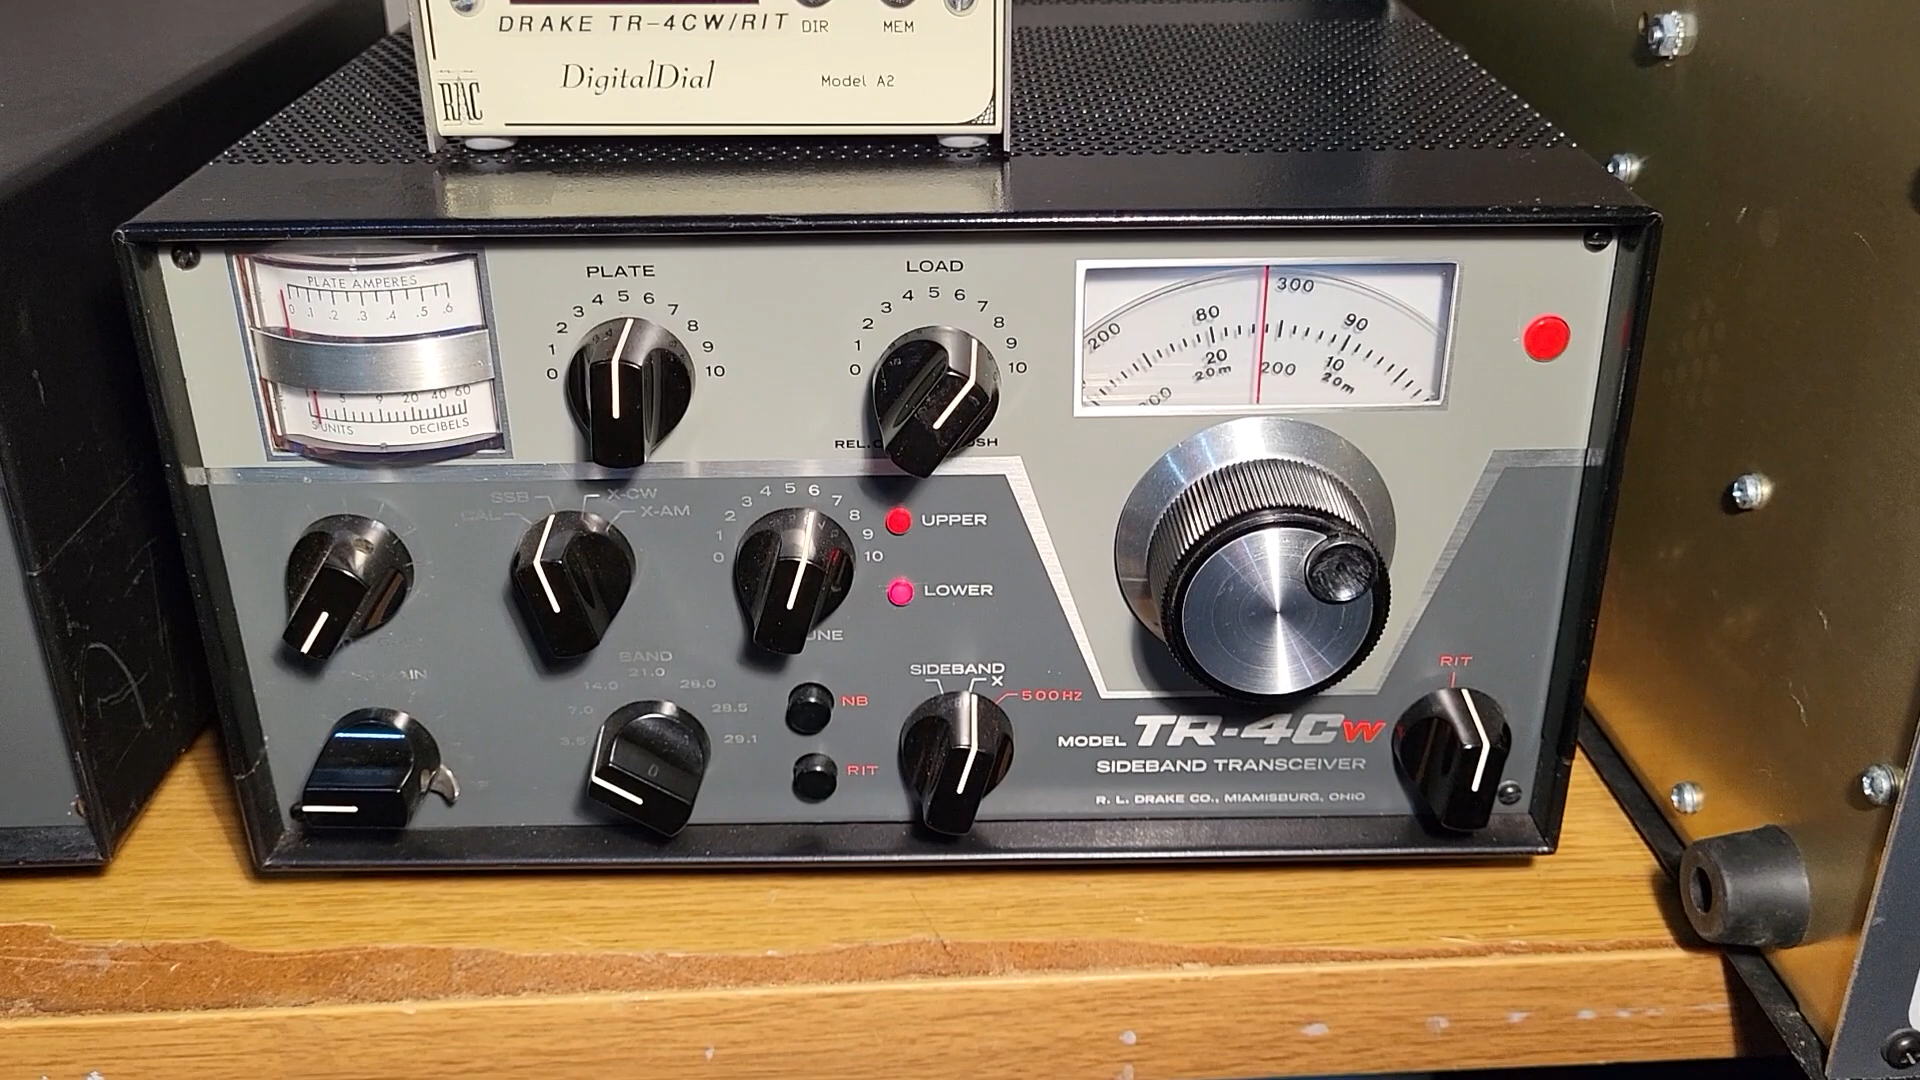 DRAKE TR-4CW/RIT DIR MEM
DigitalDial Model A2
RAC
PLATE AMPERES
0 .1 .2 .3 .4 .5 .6
5 9 20 40 60
S UNITS DECIBELS
PLATE
0 1 2 3 4 5 6 7 8 9 10
LOAD
0 1 2 3 4 5 6 7 8 9 10
200 80 300 90
20 200 10
20m 20m
SSB X-CW
CAL X-AM
0 1 2 3 4 5 6 7 8 9 10
UPPER
LOWER
BAND
3.5 7.0 14.0 21.0 28.0 28.5 29.1
NB
RIT
SIDEBAND
X
500HZ
RIT
MODEL TR-4CW
SIDEBAND TRANSCEIVER
R. L. DRAKE CO., MIAMISBURG, OHIO